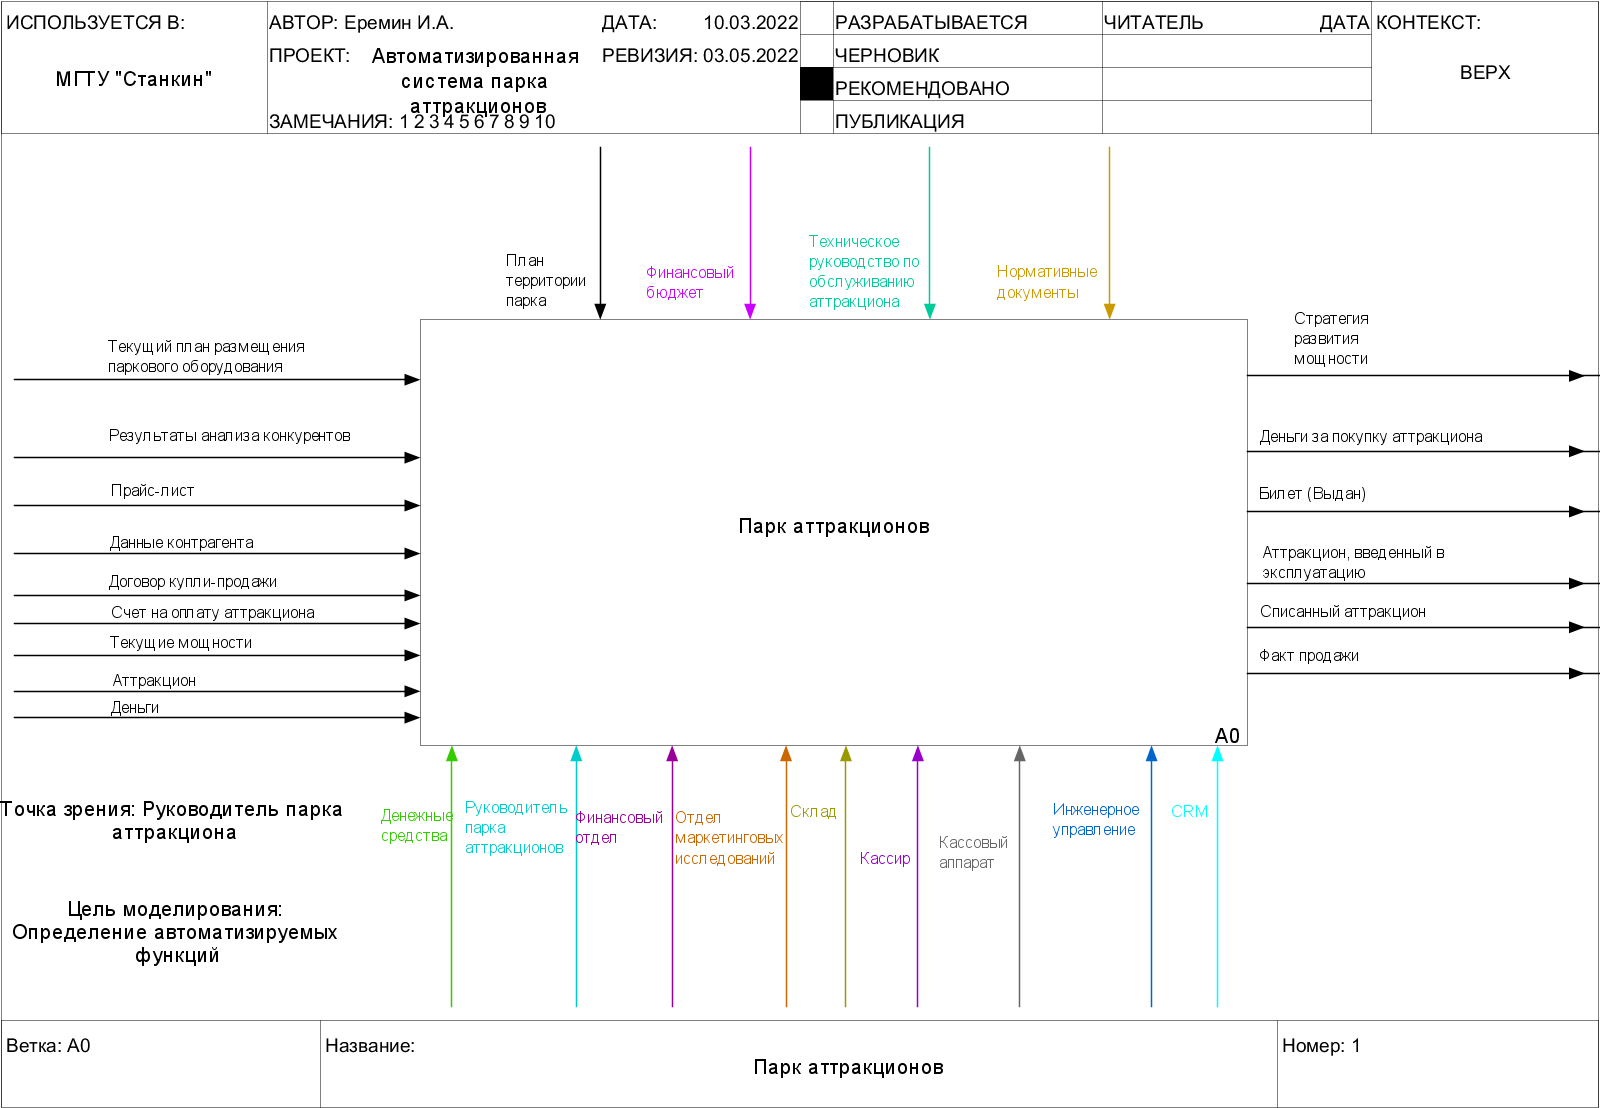 ИСПОЛЬЗУЕТСЯ В:
МГТУ "Станкин"
АВТОР: Еремин И.А.
ДАТА: 10.03.2022
ПРОЕКТ: Автоматизированная
система парка
аттракционов
РЕВИЗИЯ: 03.05.2022
ЗАМЕЧАНИЯ: 1 2 3 4 5 6 7 8 9 10
РАЗРАБАТЫВАЕТСЯ
ЧЕРНОВИК
РЕКОМЕНДОВАНО
ПУБЛИКАЦИЯ
ЧИТАТЕЛЬ
ДАТА
КОНТЕКСТ:
ВЕРХ
План
территории
парка
Финансовый
бюджет
Техническое
руководство по
обслуживанию
аттракциона
Нормативные
документы
Текущий план размещения
паркового оборудования
Результаты анализа конкурентов
Прайс-лист
Данные контрагента
Договор купли-продажи
Счет на оплату аттракциона
Текущие мощности
Аттракцион
Деньги
Парк аттракционов
A0
Стратегия
развития
мощности
Деньги за покупку аттракциона
Билет (Выдан)
Аттракцион, введенный в
эксплуатацию
Списанный аттракцион
Факт продажи
Точка зрения: Руководитель парка
аттракциона
Цель моделирования:
Определение автоматизируемых
функций
Денежные
средства
Руководитель
парка
аттракционов
Финансовый
отдел
Отдел
маркетинговых
исследований
Склад
Кассир
Кассовый
аппарат
Инженерное
управление
CRM
Ветка: A0
Название:
Парк аттракционов
Номер: 1